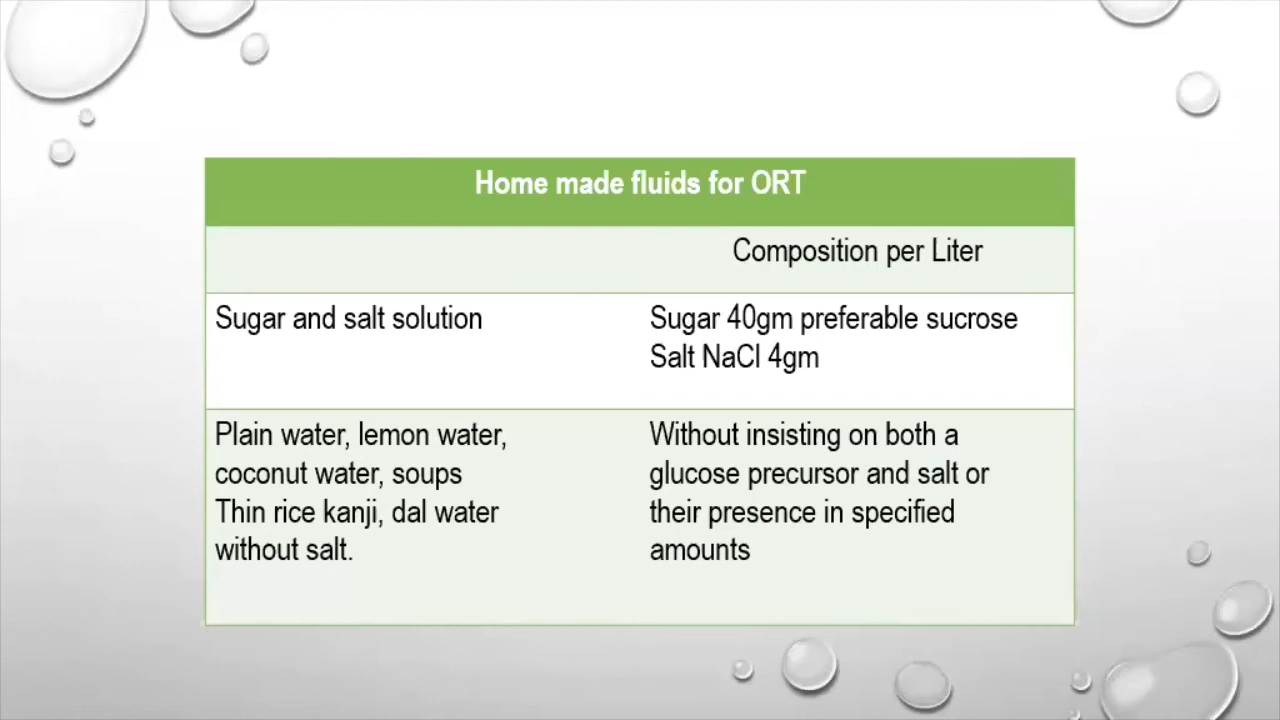 Home made fluids for ORT
Composition per Liter
Sugar and salt solution
Sugar 40gm preferable sucrose
Salt NaCl 4gm
Plain water, lemon water,
coconut water, soups
Thin rice kanji, dal water
without salt.
Without insisting on both a
glucose precursor and salt or
their presence in specified
amounts